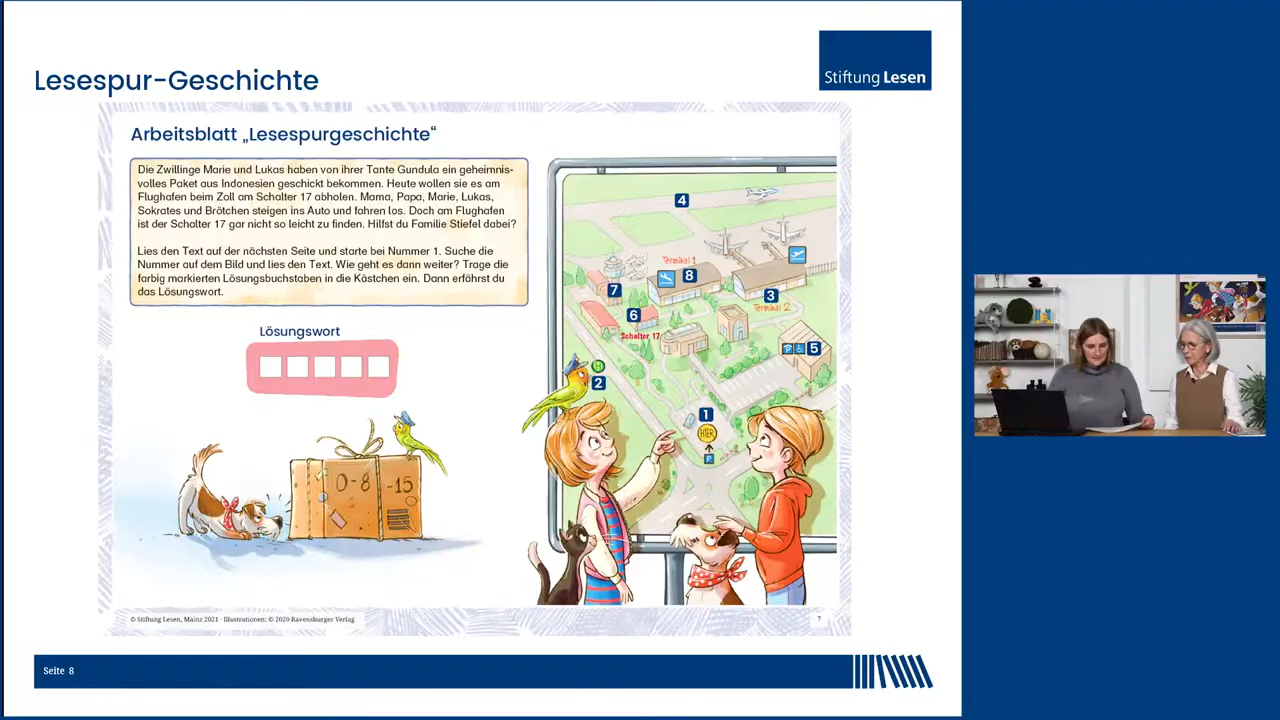 Lesespur-Geschichte
Stiftung Lesen
Arbeitsblatt „Lesespurgeschichte“
Die Zwillinge Marie und Lukas haben von ihrer Tante Gundula ein geheimnis-
volles Paket aus Indonesien geschickt bekommen. Heute wollen sie es am
Flughafen beim Zoll am Schalter 17 abholen. Mama, Papa, Marie, Lukas,
Sokrates und Brötchen steigen ins Auto und fahren los. Doch am Flughafen
ist der Schalter 17 gar nicht so leicht zu finden. Hilfst du Familie Stiefel dabei?
Lies den Text auf der nächsten Seite und starte bei Nummer 1. Suche die
Nummer auf dem Bild und lies den Text. Wie geht es dann weiter? Trage die
farbig markierten Lösungsbuchstaben in die Kästchen ein. Dann erfährst du
das Lösungswort.
Lösungswort
4
Terminal 1
8
7
3
Terminal 2
6
Schalter 17
P
5
H
2
1
HIER
P
0-8
-15
© Stiftung Lesen, Mainz 2021 · Illustrationen: © 2020 Ravensburger Verlag
7
Seite 8